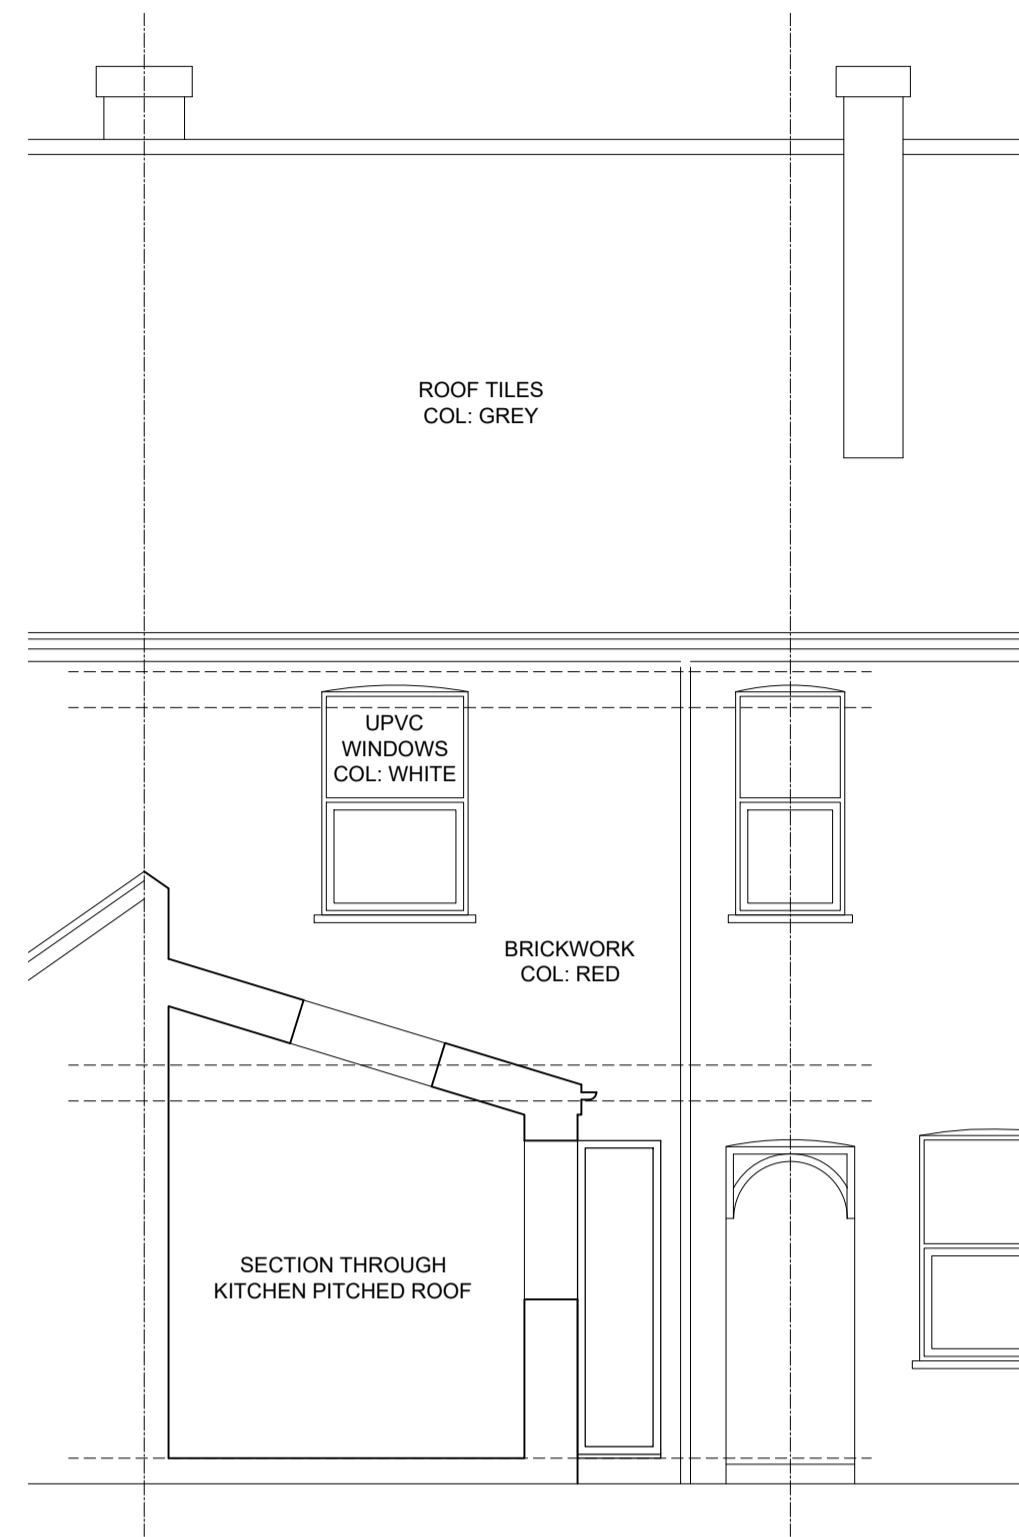 ROOF TILES
COL: GREY
UPVC
WINDOWS
COL: WHITE
BRICKWORK
COL: RED
SECTION THROUGH
KITCHEN PITCHED ROOF